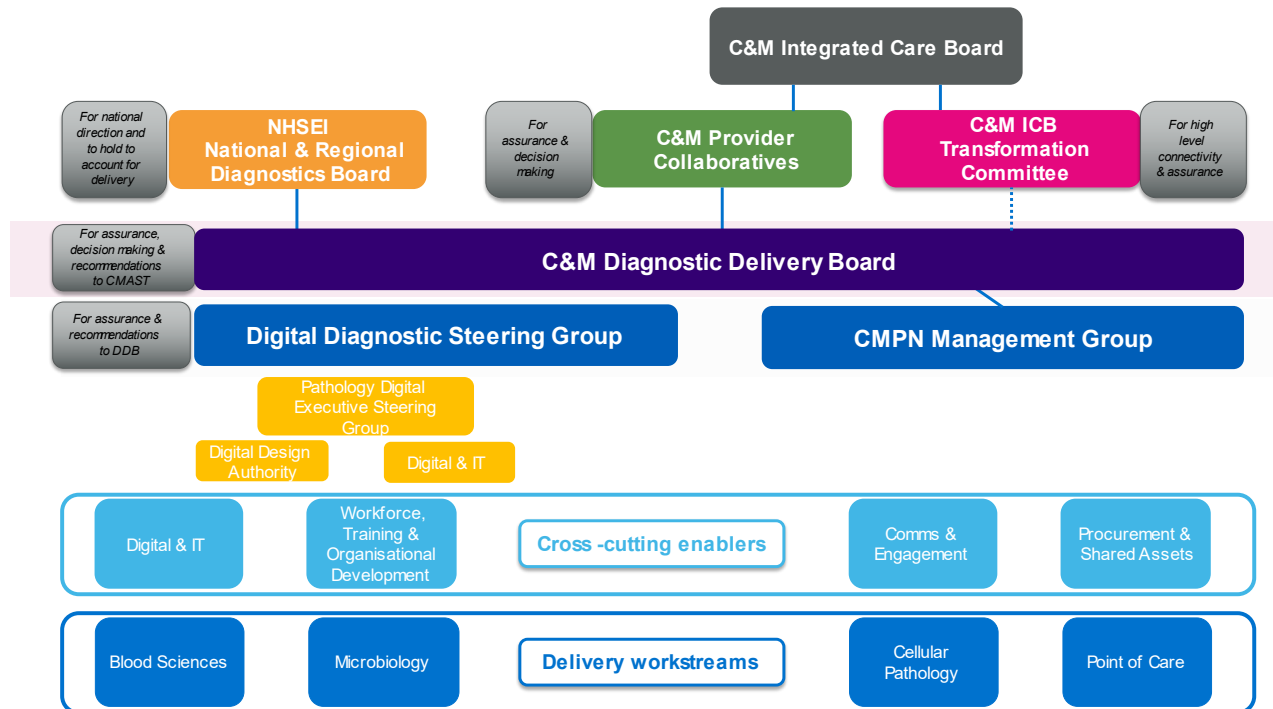 C&M Integrated Care Board
For national
direction and
to hold to
account for
delivery
NHSEI
National & Regional
Diagnostics Board
For
assurance &
decision
making
C&M Provider
Collaboratives
C&M ICB
Transformation
Committee
For high
level
connectivity
& assurance
For assurance,
decision making &
recommendations
to CMAST
C&M Diagnostic Delivery Board
For assurance &
recommendations
to DDB
Digital Diagnostic Steering Group
CMPN Management Group
Pathology Digital
Executive Steering
Group
Digital Design
Authority
Digital & IT
Digital & IT
Workforce,
Training &
Organisational
Development
Cross -cutting enablers
Comms &
Engagement
Procurement &
Shared Assets
Blood Sciences
Microbiology
Delivery workstreams
Cellular
Pathology
Point of Care